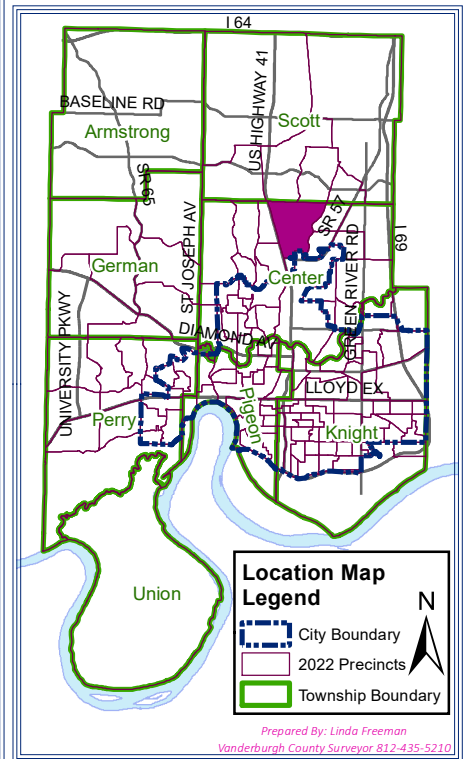 I 64
US HIGHWAY 41
BASELINE RD
Scott
Armstrong
SR 65
SR 57
ST JOSEPH AV
I 69
German
Center
GREEN RIVER RD
UNIVERSITY PKWY
DIAMOND AV
LLOYD EX
Perry
Pigeon
Knight
Union
Location Map
Legend
N
City Boundary
2022 Precincts
Township Boundary
Prepared By: Linda Freeman
Vanderburgh County Surveyor 812-435-5210